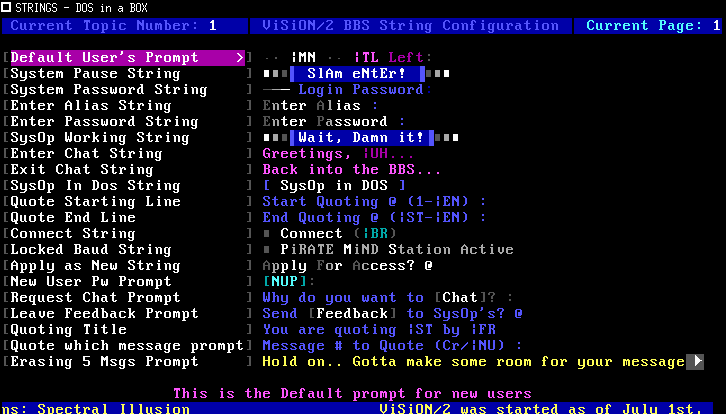 STRINGS - DOS in a BOX
Current Topic Number: 1 ViSiON/2 BBS String Configuration Current Page: 1
[Default User's Prompt >] -- |MN -- |TL Left:
[System Pause String ] ■■■ SlAm eNtEr! ■■■
[System Password String ] ──── Login Password:
[Enter Alias String ] Enter Alias :
[Enter Password String ] Enter Password :
[SysOp Working String ] ■■■ Wait, Damn it! ■■■
[Enter Chat String ] Greetings, |UH...
[Exit Chat String ] Back into the BBS...
[SysOp In Dos String ] [ SysOp in DOS ]
[Quote Starting Line ] Start Quoting @ (1-|EN) :
[Quote End Line ] End Quoting @ (|ST-|EN) :
[Connect String ] ■ Connect (|BR)
[Locked Baud String ] ■ PiRATE MiND Station Active
[Apply as New String ] Apply For Access? @
[New User Pw Prompt ] [NUP]:
[Request Chat Prompt ] Why do you want to [Chat]? :
[Leave Feedback Prompt ] Send [Feedback] to SysOp's? @
[Quoting Title ] You are quoting |ST by |FR
[Quote which message prompt] Message # to Quote (Cr/|NU) :
[Erasing 5 Msgs Prompt ] Hold on.. Gotta make some room for your message
This is the Default prompt for new users
ns: Spectral Illusion ViSiON/2 was started as of July 1st.